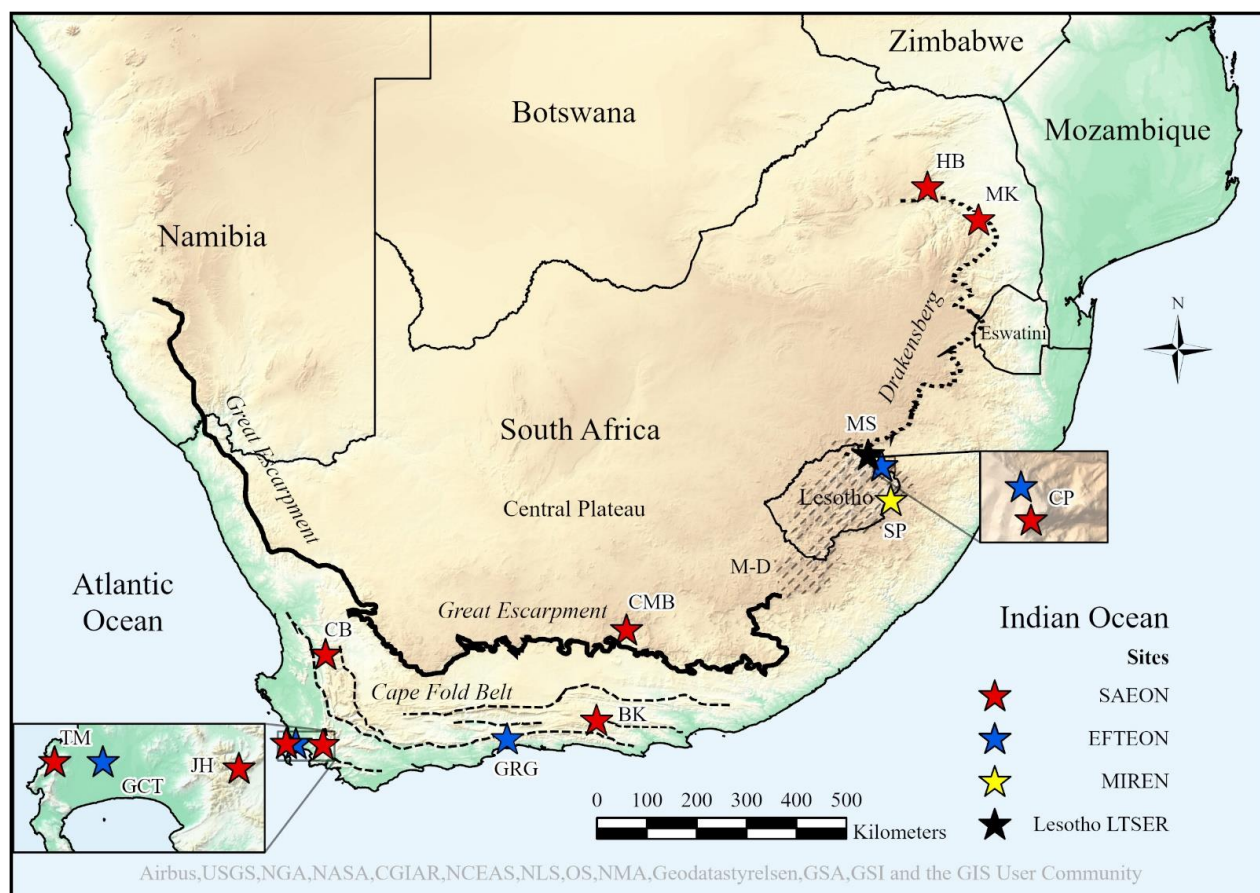 Zimbabwe
Botswana
Mozambique
HB
MK
Namibia
N
Drakensberg
Eswatini
Great Escarpment
MS
South Africa
Lesotho
CP
Central Plateau
SP
M-D
Atlantic
Ocean
Great Escarpment
CMB
CB
Indian Ocean
Sites
Cape Fold Belt
SAEON
BK
TM
EFTEON
JH
GCT
GRG
MIREN
0 100 200 300 400 500
Kilometers
Lesotho LTSER
Airbus,USGS,NGA,NASA,CGIAR,NCEAS,NLS,OS,NMA,Geodatastyrelsen,GSA,GSI and the GIS User Community